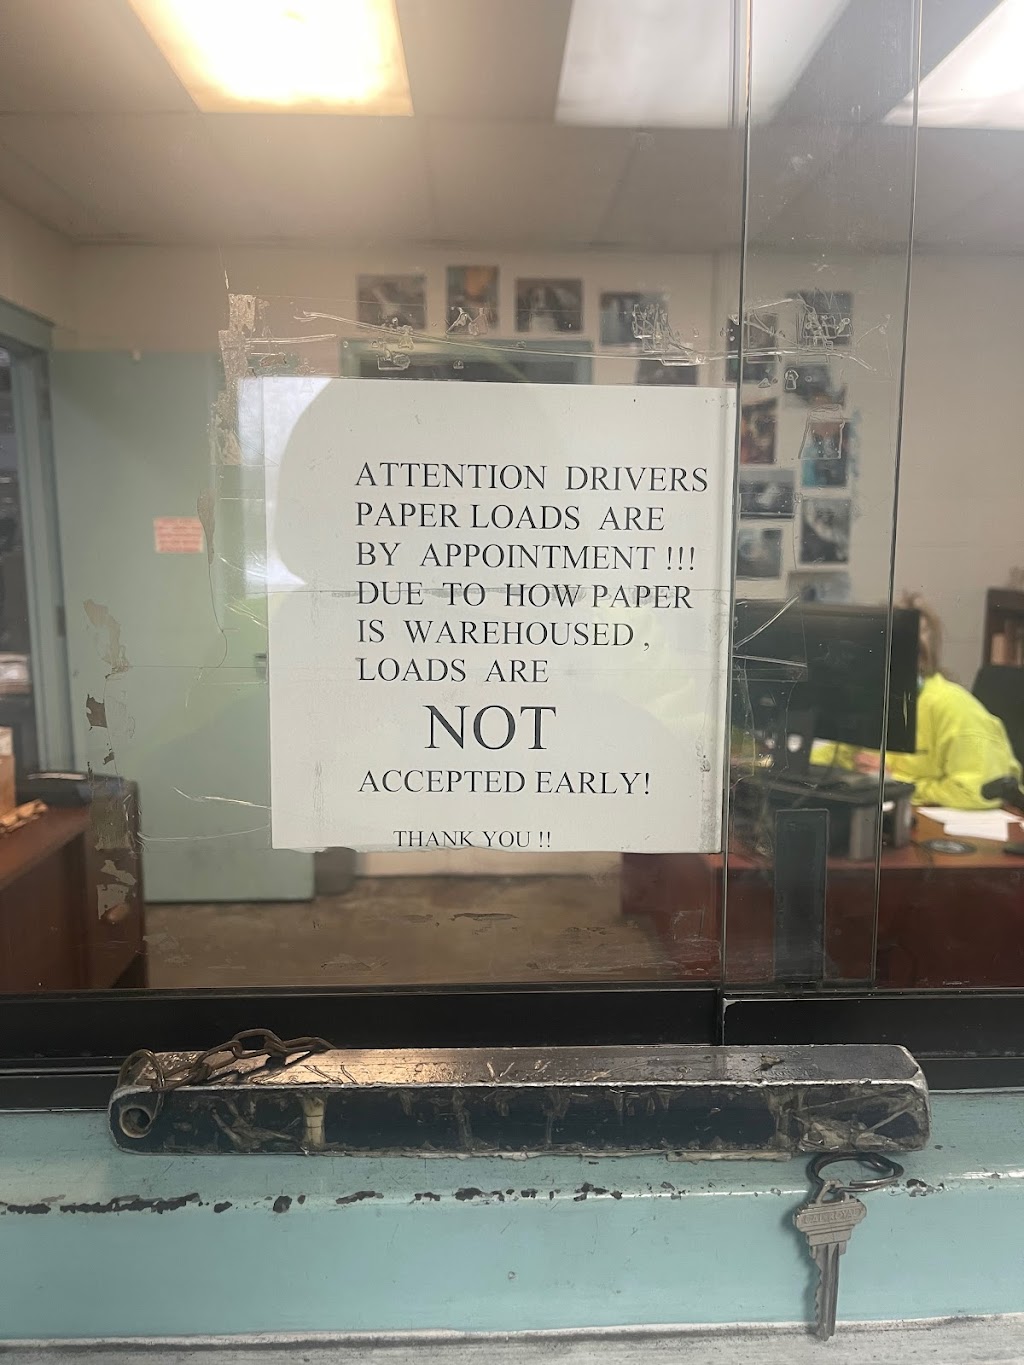 ATTENTION DRIVERS
PAPER LOADS ARE
BY APPOINTMENT !!!
DUE TO HOW PAPER
IS WAREHOUSED ,
LOADS ARE
NOT
ACCEPTED EARLY!
THANK YOU !!